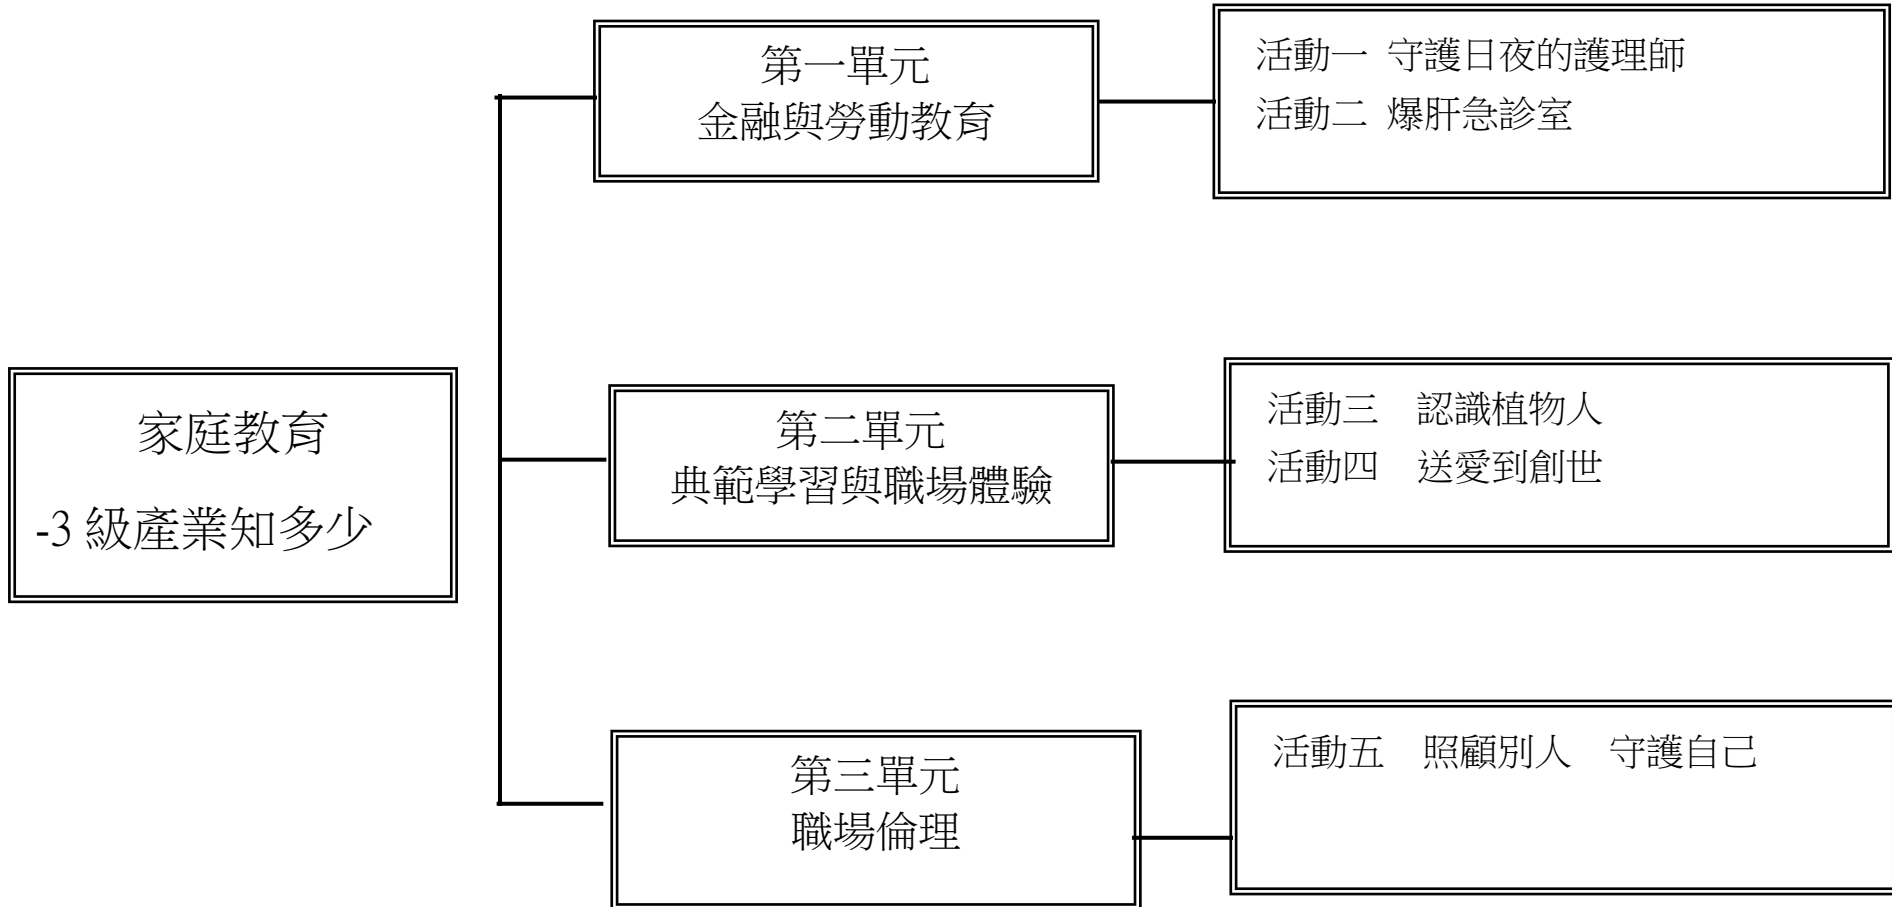 家庭教育
-3 級產業知多少
第一單元
金融與勞動教育
活動一 守護日夜的護理師
活動二 爆肝急診室
第二單元
典範學習與職場體驗
活動三 認識植物人
活動四 送愛到創世
第三單元
職場倫理
活動五 照顧別人 守護自己